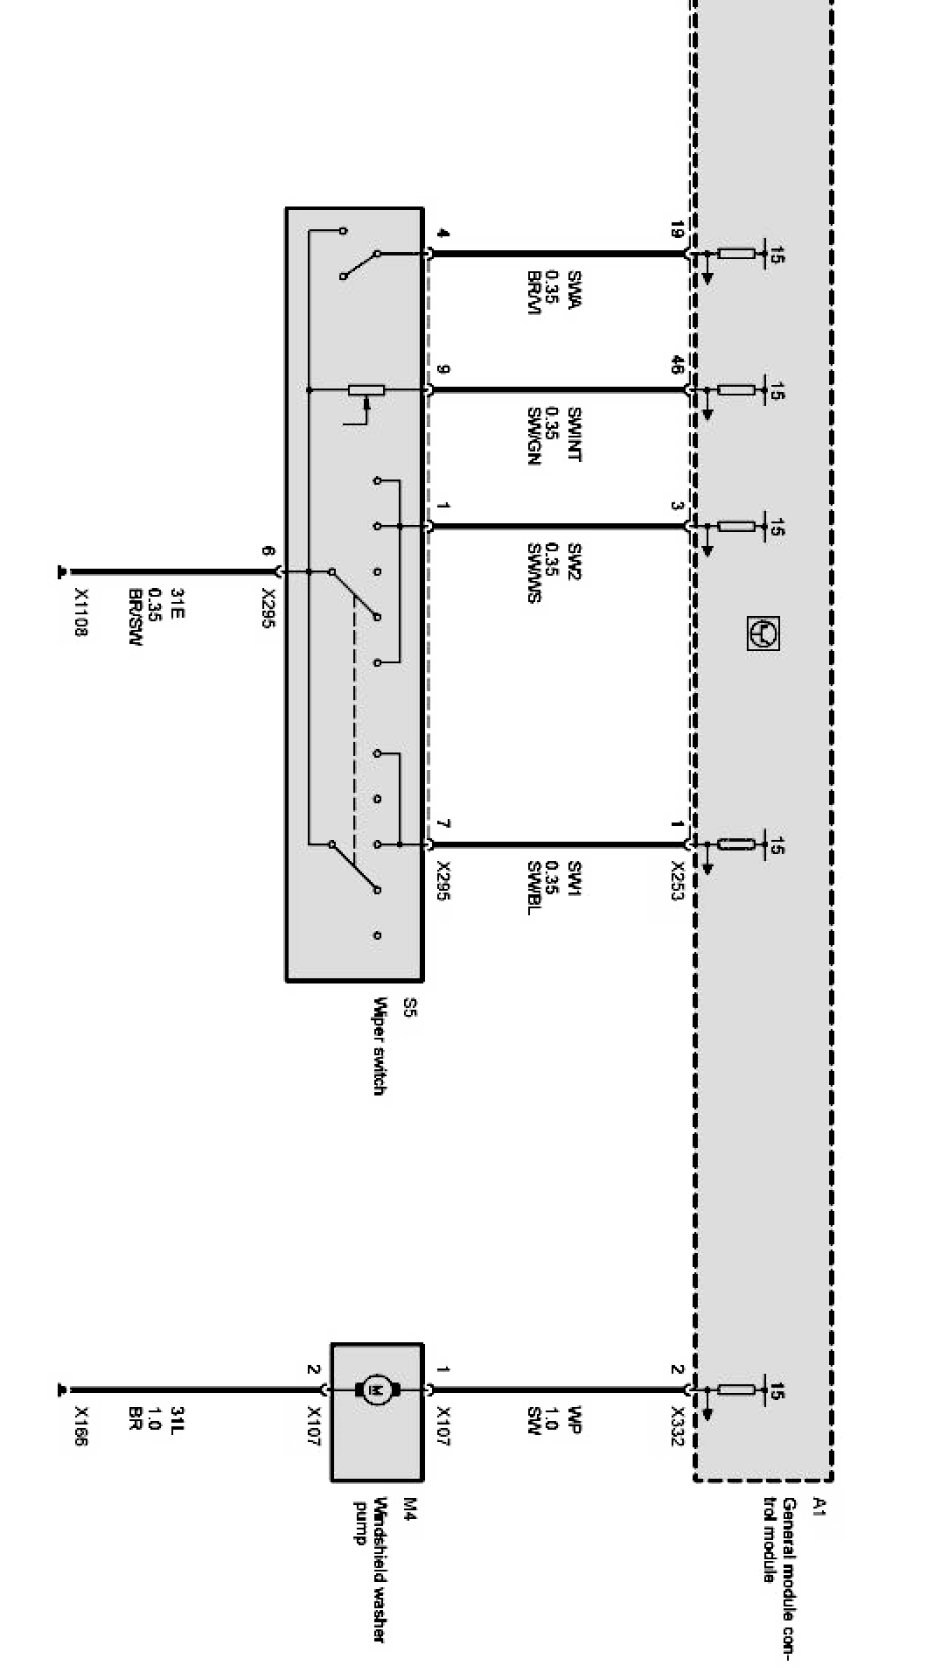 A1
General module con-
trol module
15
15
15
15
15
19
46
3
1
X253
2
X332
SWA
0.35
BR/VI
SWINT
0.35
SW/GN
SW2
0.35
SW/WS
SW1
0.35
SW/BL
WP
1.0
SW
4
9
1
7
X295
1
X107
S5
Wiper switch
M4
Windshield washer
pump
M
6
X295
2
X107
31E
0.35
BR/SW
31L
1.0
BR
X1108
X166